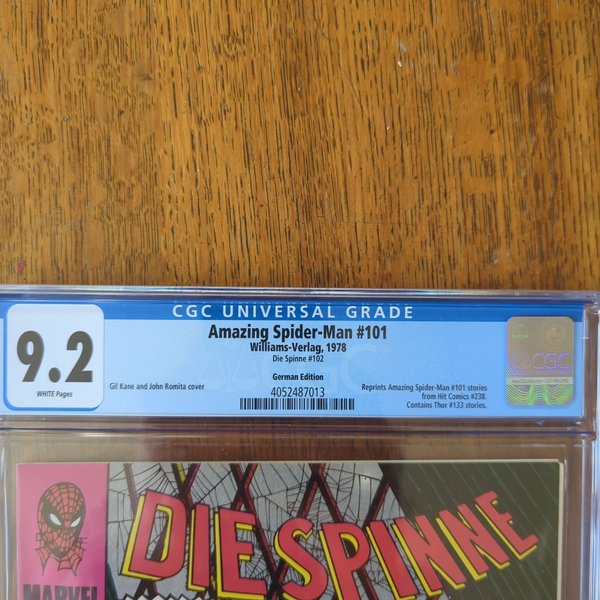 CGC UNIVERSAL GRADE
9.2
WHITE Pages
Amazing Spider-Man #101
Williams-Verlag, 1978
Die Spinne #102
German Edition
4052487013
Gil Kane and John Romita cover
Reprints Amazing Spider-Man #101 stories
from Hit Comics #238.
Contains Thor #133 stories.
CGC
DIE SPINNE
MARVEL